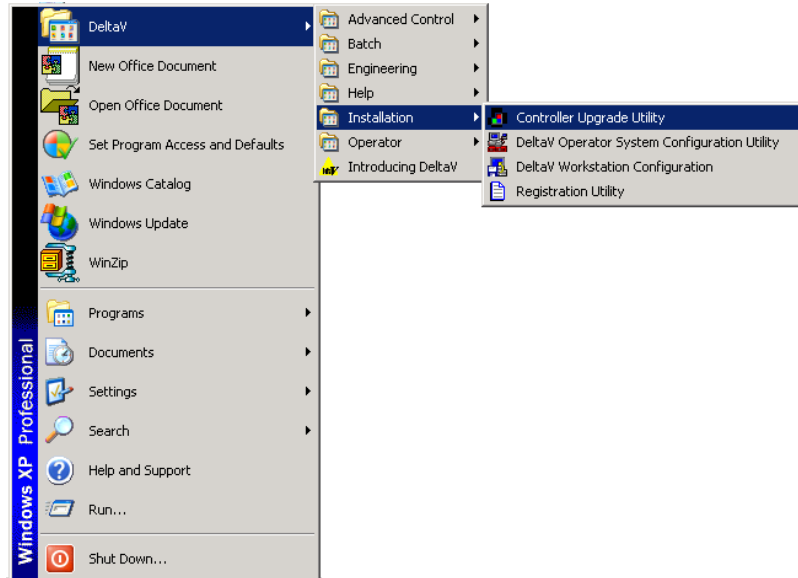 DeltaV
New Office Document
Open Office Document
Set Program Access and Defaults
Windows Catalog
Windows Update
WinZip
Programs
Documents
Settings
Search
Help and Support
Run...
Shut Down...
Windows XP Professional
Advanced Control
Batch
Engineering
Help
Installation
Operator
Introducing DeltaV
Controller Upgrade Utility
DeltaV Operator System Configuration Utility
DeltaV Workstation Configuration
Registration Utility